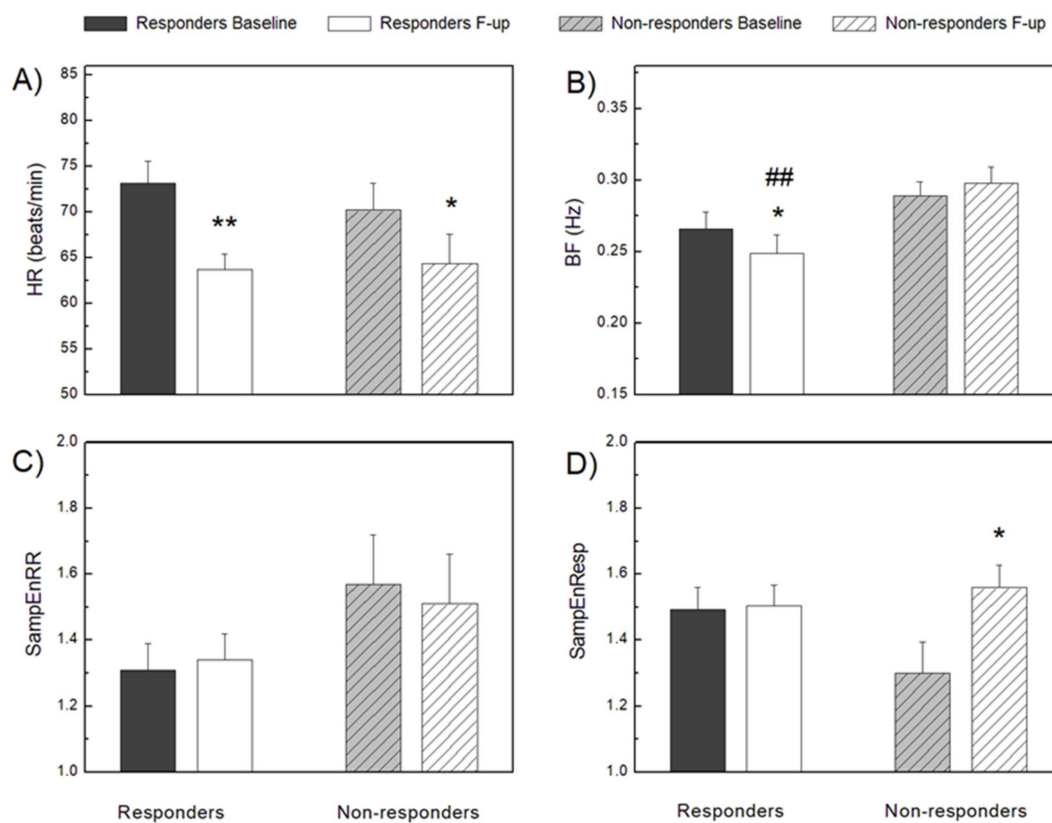 Responders Baseline Responders F-up Non-responders Baseline Non-responders F-up
A)
HR (beats/min)
85
80
75
70
65
60
55
50
**
*
B)
BF (Hz)
0.35
0.30
0.25
0.20
0.15
##
*
C)
SampEnRR
2.0
1.8
1.6
1.4
1.2
1.0
Responders Non-responders
D)
SampEnResp
2.0
1.8
1.6
1.4
1.2
1.0
*
Responders Non-responders